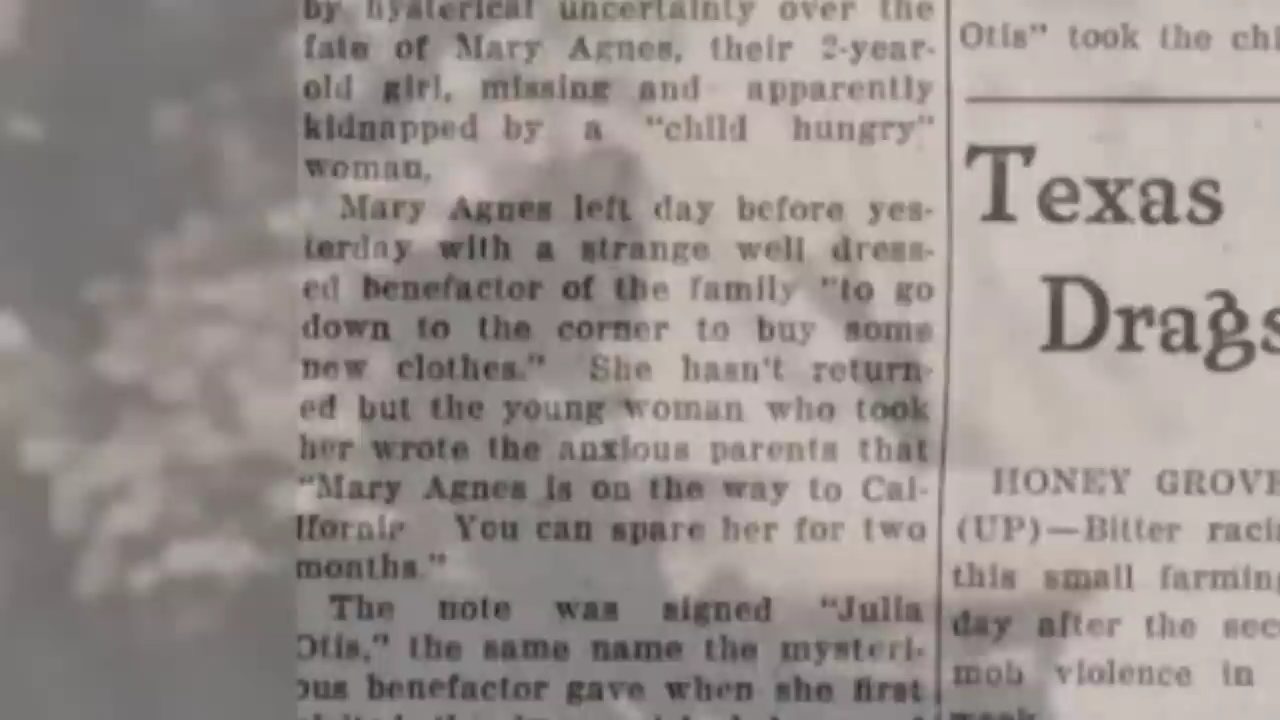 by hysterical uncertainty over the
fate of Mary Agnes, their 2-year-
old girl, missing and apparently
kidnapped by a "child hungry"
woman.
Mary Agnes left day before yes-
terday with a strange well dress-
ed benefactor of the family "to go
down to the corner to buy some
new clothes." She hasn't return-
ed but the young woman who took
her wrote the anxious parents that
"Mary Agnes is on the way to Cal-
ifornia You can spare her for two
months."
The note was signed "Julia
Otis," the same name the mysteri-
ous benefactor gave when she first
Otis" took the chi
Texas
Drags
HONEY GROVE
(UP)—Bitter raci
this small farming
day after the sec
mob violence in
week